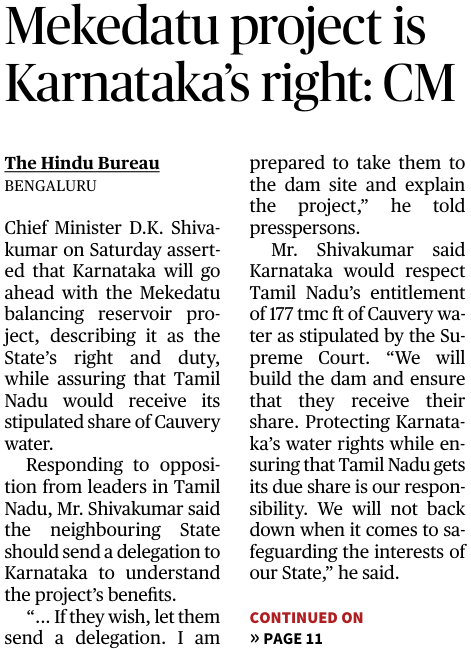 Mekedatu project is
Karnataka’s right: CM
The Hindu Bureau
BENGALURU
Chief Minister D.K. Shiva-
kumar on Saturday assert-
ed that Karnataka will go
ahead with the Mekedatu
balancing reservoir pro-
ject, describing it as the
State’s right and duty,
while assuring that Tamil
Nadu would receive its
stipulated share of Cauvery
water.
Responding to opposi-
tion from leaders in Tamil
Nadu, Mr. Shivakumar said
the neighbouring State
should send a delegation to
Karnataka to understand
the project’s benefits.
“... If they wish, let them
send a delegation. I am
prepared to take them to
the dam site and explain
the project,” he told
presspersons.
Mr. Shivakumar said
Karnataka would respect
Tamil Nadu’s entitlement
of 177 tmc ft of Cauvery wa-
ter as stipulated by the Su-
preme Court. “We will
build the dam and ensure
that they receive their
share. Protecting Karnata-
ka’s water rights while en-
suring that Tamil Nadu gets
its due share is our respon-
sibility. We will not back
down when it comes to sa-
feguarding the interests of
our State,” he said.
CONTINUED ON
» PAGE 11